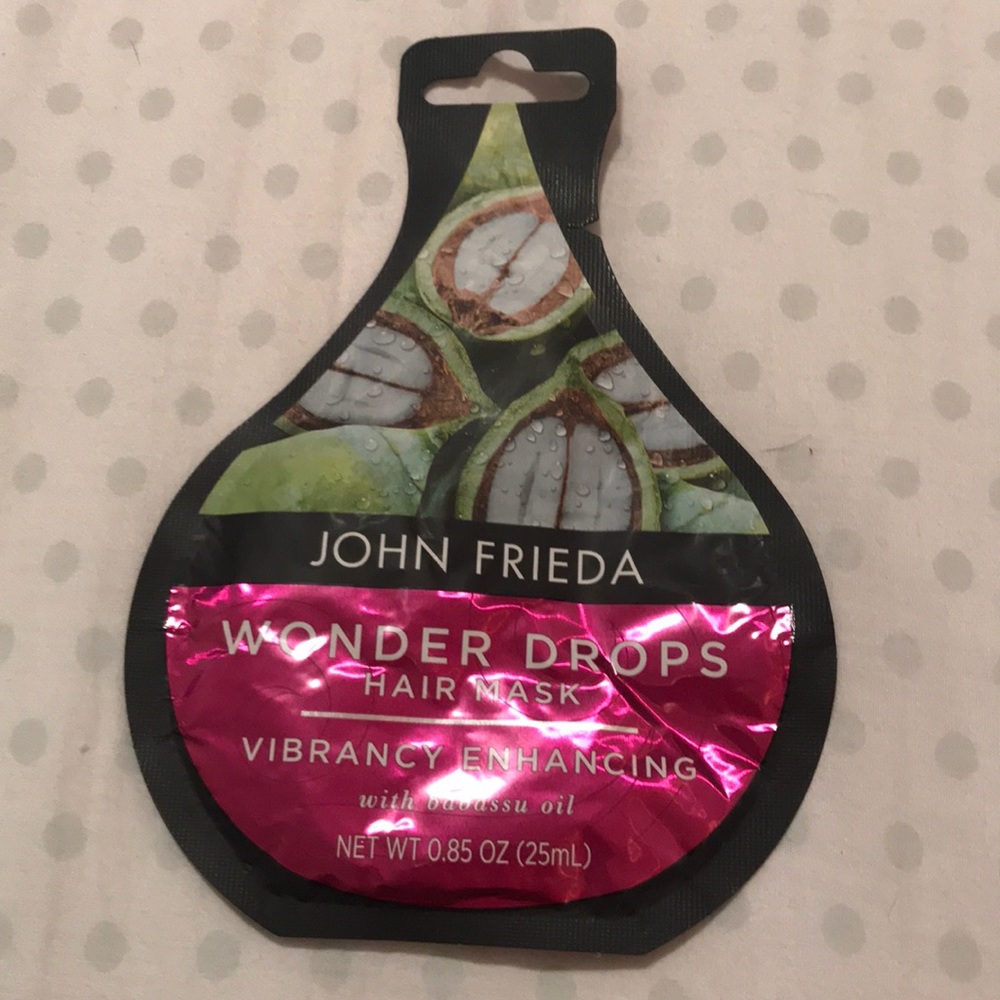 JOHN FRIEDA
WONDER DROPS
HAIR MASK
VIBRANCY ENHANCING
with babassu oil
NET WT 0.85 OZ (25mL)